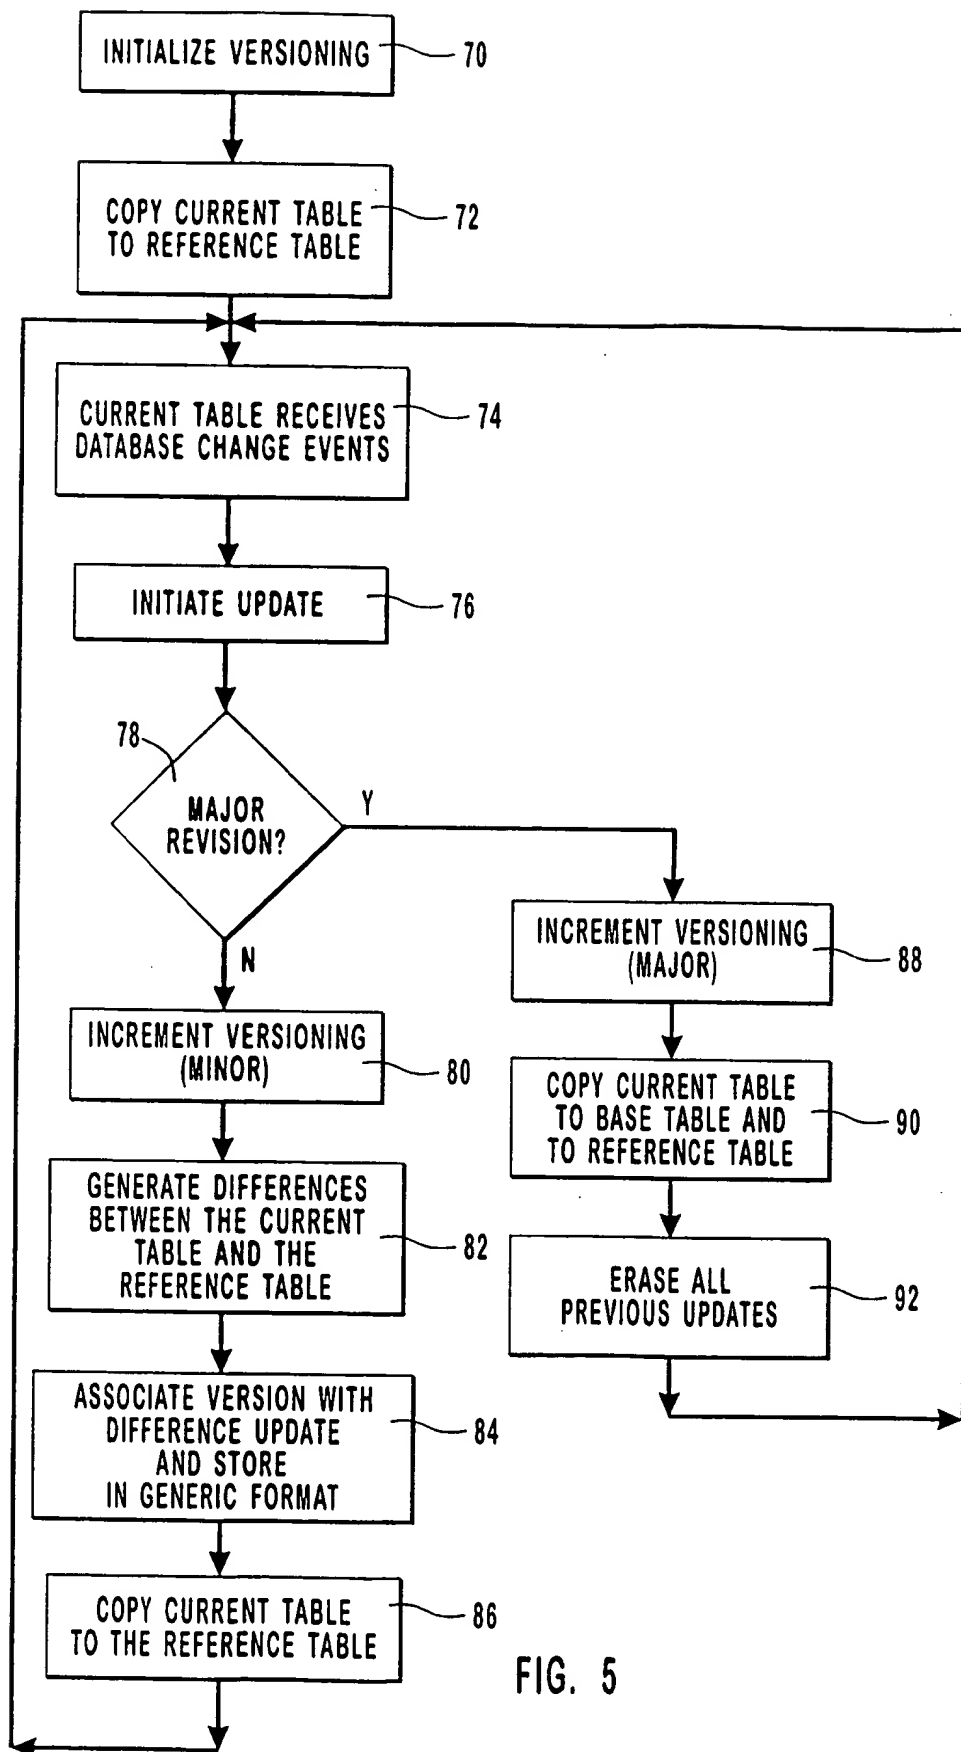 INITIALIZE VERSIONING
70
COPY CURRENT TABLE
TO REFERENCE TABLE
72
CURRENT TABLE RECEIVES
DATABASE CHANGE EVENTS
74
INITIATE UPDATE
76
78
MAJOR
REVISION?
Y
N
INCREMENT VERSIONING
(MINOR)
80
GENERATE DIFFERENCES
BETWEEN THE CURRENT
TABLE AND THE
REFERENCE TABLE
82
ASSOCIATE VERSION WITH
DIFFERENCE UPDATE
AND STORE
IN GENERIC FORMAT
84
COPY CURRENT TABLE
TO THE REFERENCE TABLE
86
INCREMENT VERSIONING
(MAJOR)
88
COPY CURRENT TABLE
TO BASE TABLE AND
TO REFERENCE TABLE
90
ERASE ALL
PREVIOUS UPDATES
92
FIG. 5